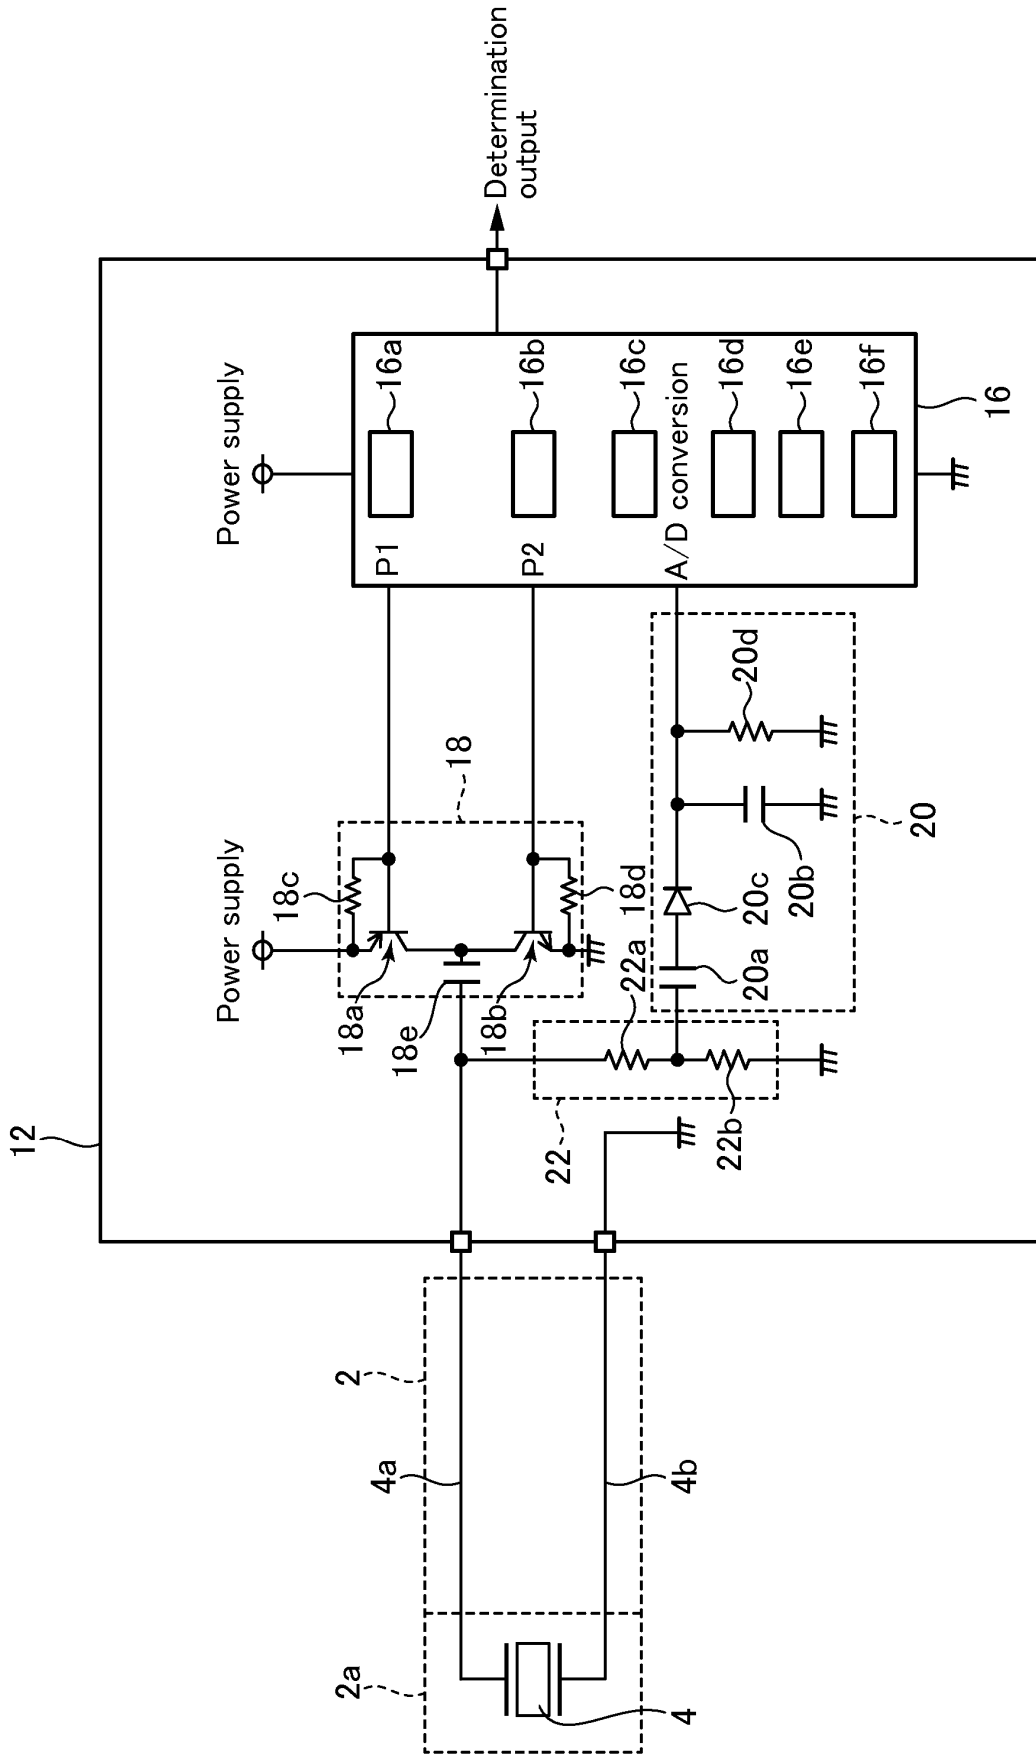 12
Power supply
Power supply
Determination
output
18c
18
P1
16a
18a
18e
P2
16b
18b
18d
16c
22a
A/D conversion
20d
16d
22
20a
20c
20b
16e
22b
20
16f
16
2a
2
4a
4b
4